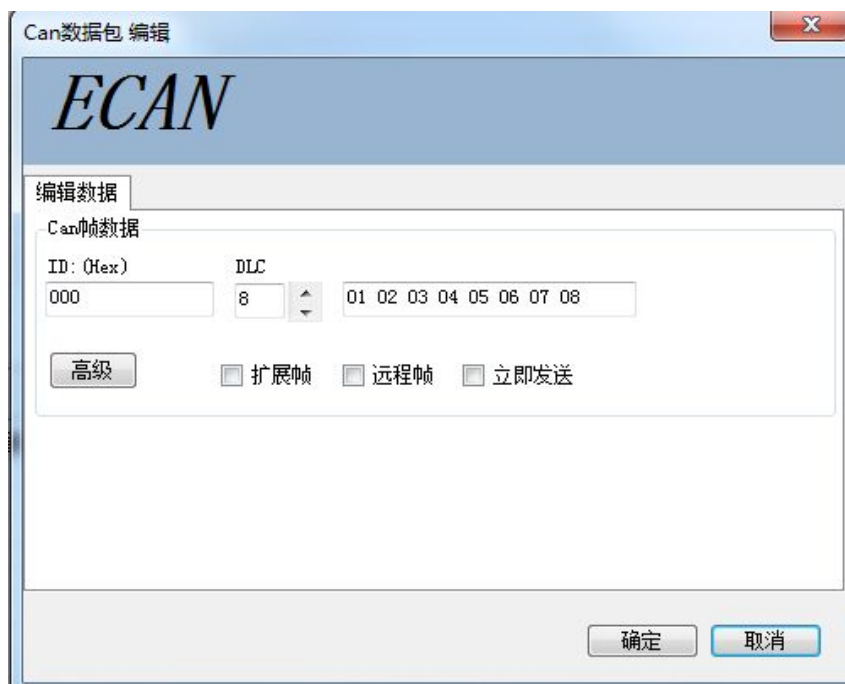 Can数据包 编辑
ECAN
编辑数据
Can帧数据
ID:(Hex) DLC
000 8 01 02 03 04 05 06 07 08
高级 扩展帧 远程帧 立即发送
确定 取消